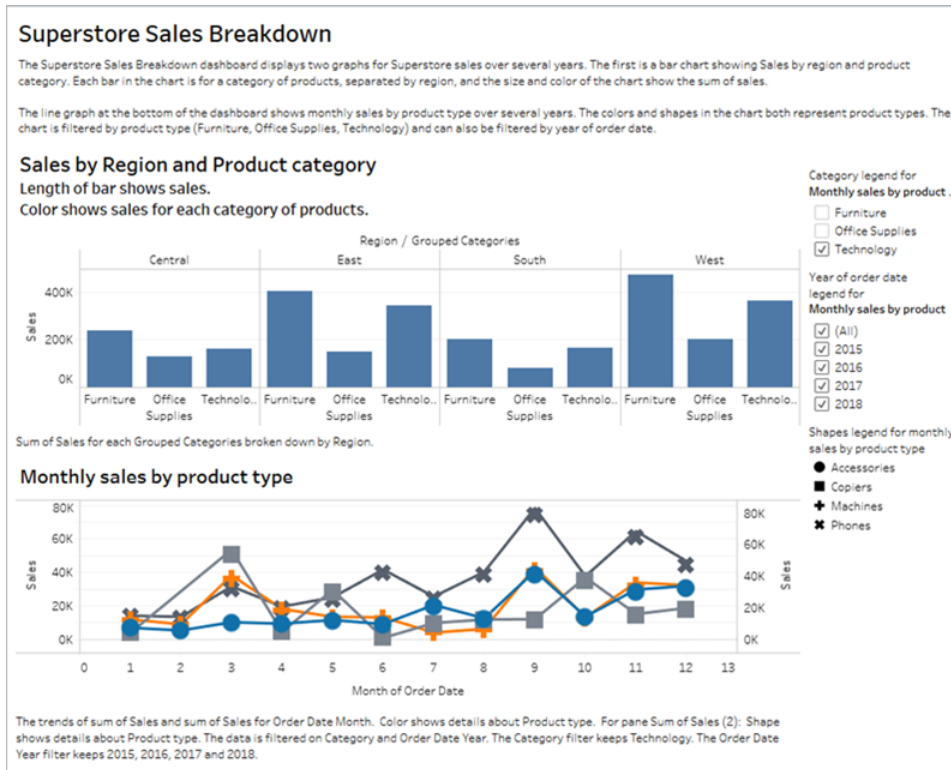 Superstore Sales Breakdown
The Superstore Sales Breakdown dashboard displays two graphs for Superstore sales over several years. The first is a bar chart showing Sales by region and product
category. Each bar in the chart is for a category of products, separated by region, and the size and color of the chart show the sum of sales.
The line graph at the bottom of the dashboard shows monthly sales by product type over several years. The colors and shapes in the chart both represent product types. The
chart is filtered by product type (Furniture, Office Supplies, Technology) and can also be filtered by year of order date.
Sales by Region and Product category
Length of bar shows sales.
Color shows sales for each category of products.
Region / Grouped Categories
Central East South West
Sales
400K
200K
0K
Furniture Office Technolo.. Furniture Office Technolo.. Furniture Office Technolo.. Furniture Office Technolo..
Supplies Supplies Supplies Supplies
Sum of Sales for each Grouped Categories broken down by Region.
Category legend for
Monthly sales by product .
Furniture
Office Supplies
Technology
Year of order date
legend for
Monthly sales by product
(All)
2015
2016
2017
2018
Shapes legend for monthly
sales by product type
Accessories
Copiers
Machines
Phones
Monthly sales by product type
80K 80K
60K 60K
Sales Sales
40K 40K
20K 20K
0K 0K
0 1 2 3 4 5 6 7 8 9 10 11 12 13
Month of Order Date
The trends of sum of Sales and sum of Sales for Order Date Month. Color shows details about Product type. For pane Sum of Sales (2): Shape
shows details about Product type. The data is filtered on Category and Order Date Year. The Category filter keeps Technology. The Order Date
Year filter keeps 2015, 2016, 2017 and 2018.